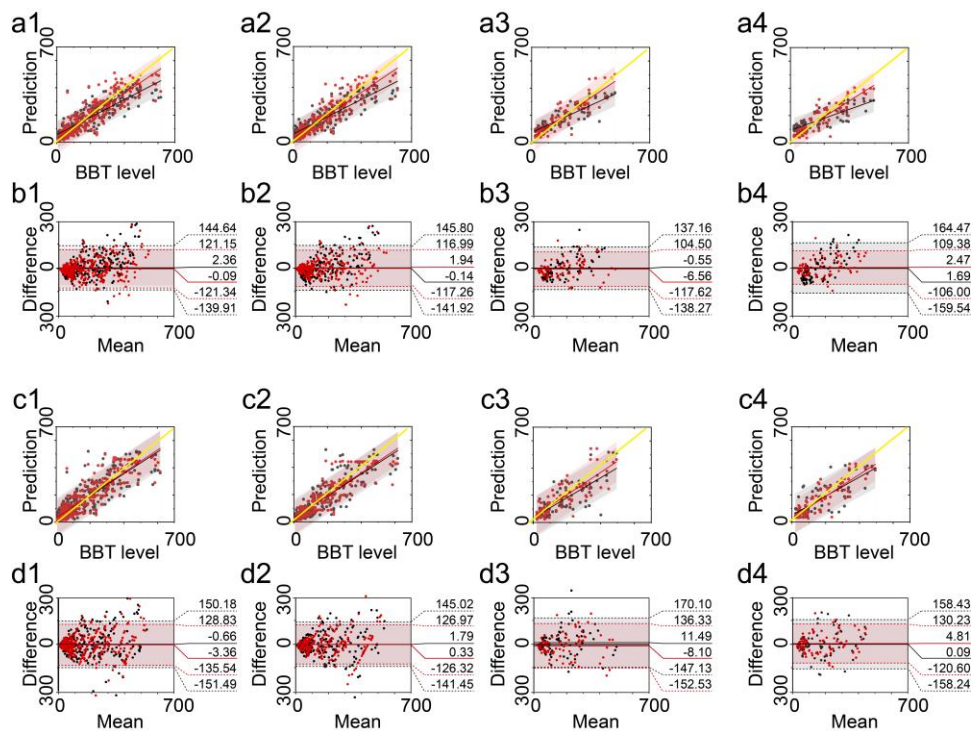 a1
a2
a3
a4
700
Prediction
0
0
BBT level
700
700
Prediction
0
0
BBT level
700
700
Prediction
0
0
BBT level
700
700
Prediction
0
0
BBT level
700
b1
b2
b3
b4
300
Difference
0
300
30
Mean
700
144.64
121.15
2.36
-0.09
-121.34
-139.91
300
Difference
0
300
30
Mean
700
145.80
116.99
1.94
-0.14
-117.26
-141.92
300
Difference
0
300
30
Mean
700
137.16
104.50
-0.55
-6.56
-117.62
-138.27
300
Difference
0
300
30
Mean
700
164.47
109.38
2.47
1.69
-106.00
-159.54
c1
c2
c3
c4
700
Prediction
0
0
BBT level
700
700
Prediction
0
0
BBT level
700
700
Prediction
0
0
BBT level
700
700
Prediction
0
0
BBT level
700
d1
d2
d3
d4
300
Difference
0
300
0
Mean
700
150.18
128.83
-0.66
-3.36
-135.54
-151.49
300
Difference
0
300
0
Mean
700
145.02
126.97
1.79
0.33
-126.32
-141.45
300
Difference
0
300
0
Mean
700
170.10
136.33
11.49
-8.10
-147.13
-152.53
300
Difference
0
300
0
Mean
700
158.43
130.23
4.81
0.09
-120.60
-158.24